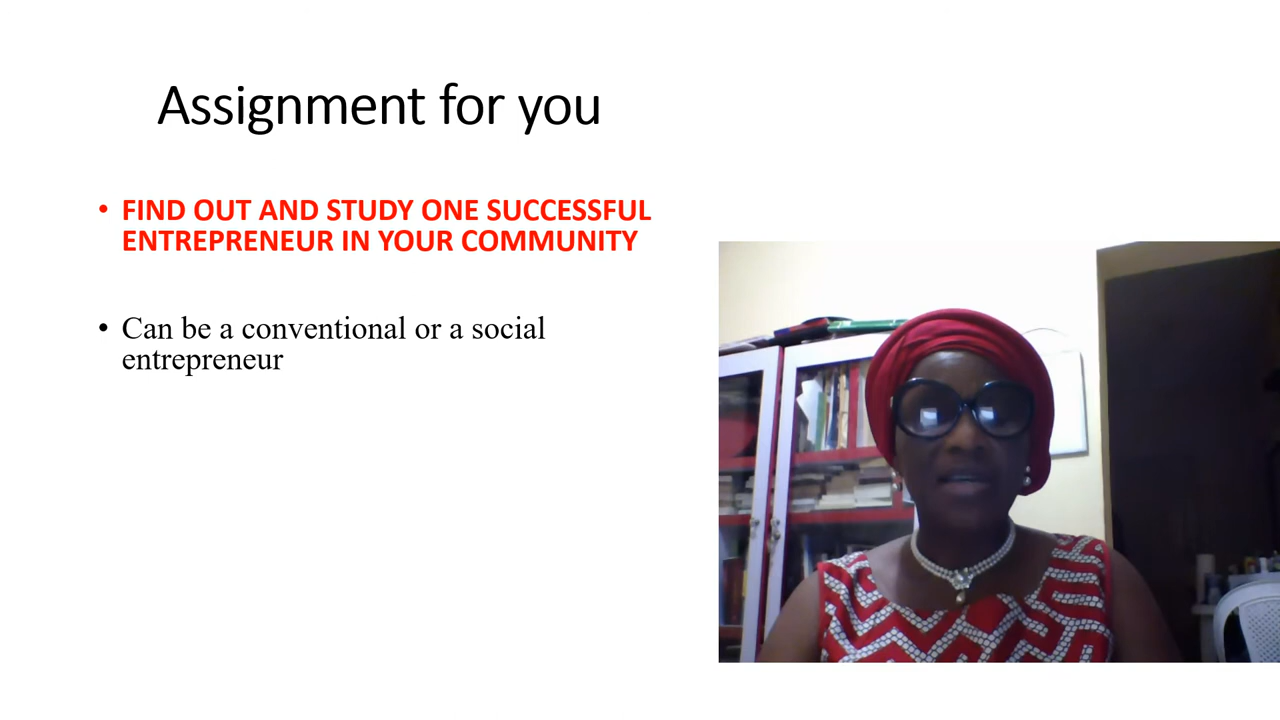 Assignment for you
• FIND OUT AND STUDY ONE SUCCESSFUL
ENTREPRENEUR IN YOUR COMMUNITY
• Can be a conventional or a social
entrepreneur